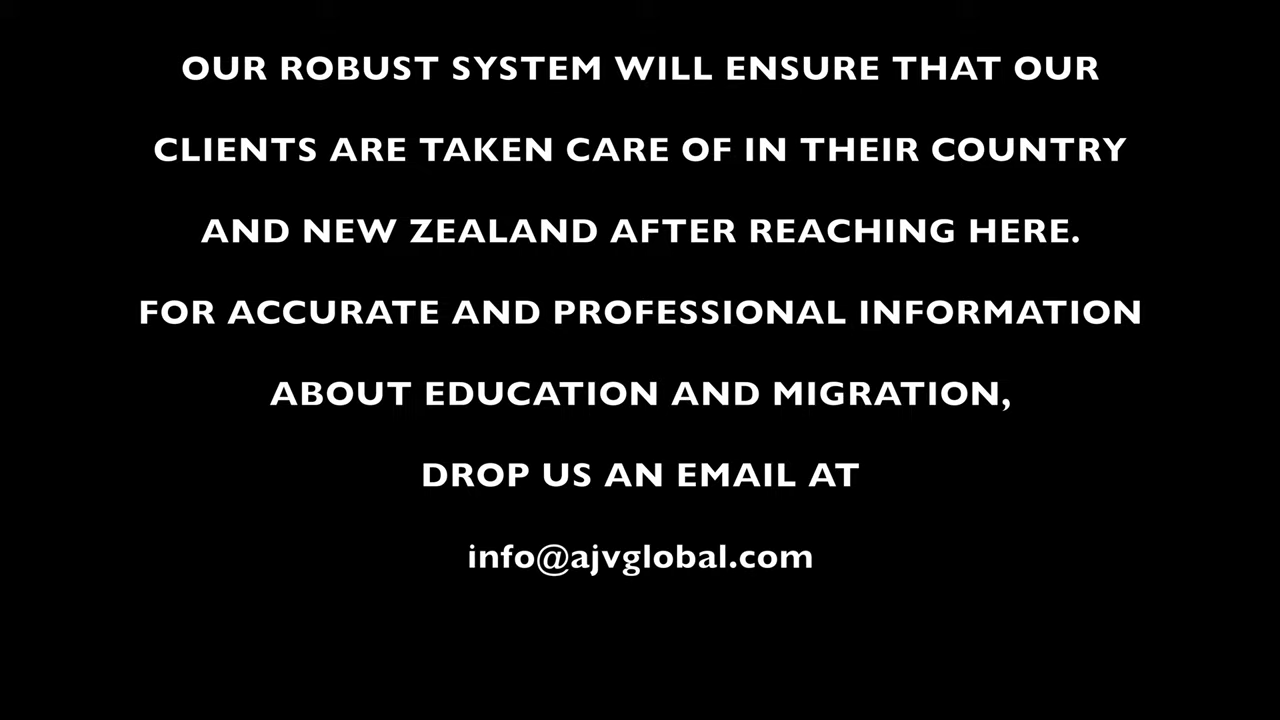 OUR ROBUST SYSTEM WILL ENSURE THAT OUR
CLIENTS ARE TAKEN CARE OF IN THEIR COUNTRY
AND NEW ZEALAND AFTER REACHING HERE.
FOR ACCURATE AND PROFESSIONAL INFORMATION
ABOUT EDUCATION AND MIGRATION,
DROP US AN EMAIL AT
info@ajvglobal.com